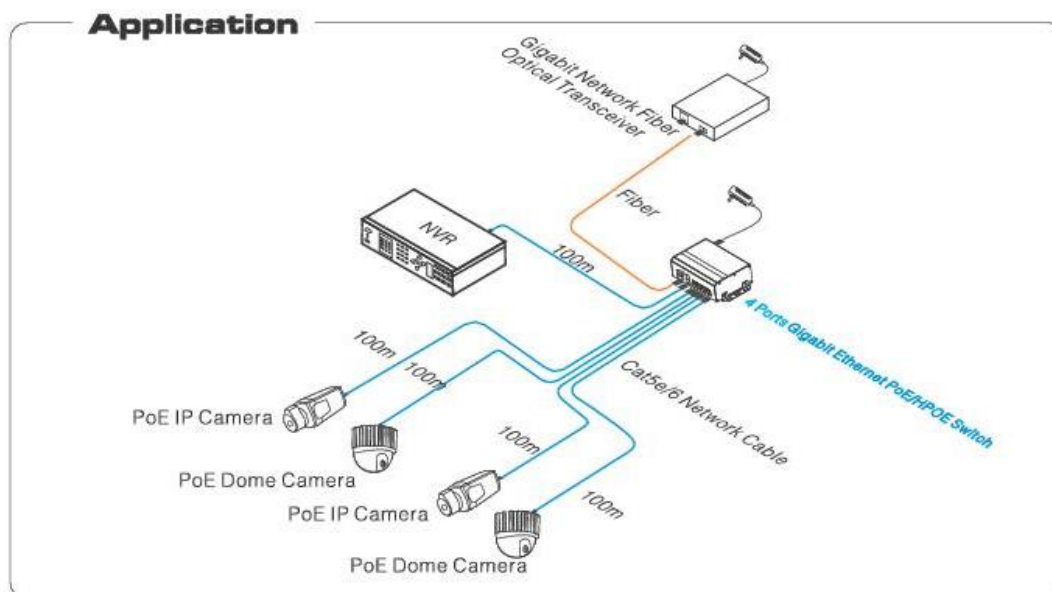 Application
Gigabit Network Fiber
Optical Transceiver
Fiber
NVR
100m
4 Ports Gigabit Ethernet PoE/HPOE Switch
100m
100m
Cat5e/6 Network Cable
PoE IP Camera
100m
PoE Dome Camera
100m
PoE IP Camera
PoE Dome Camera